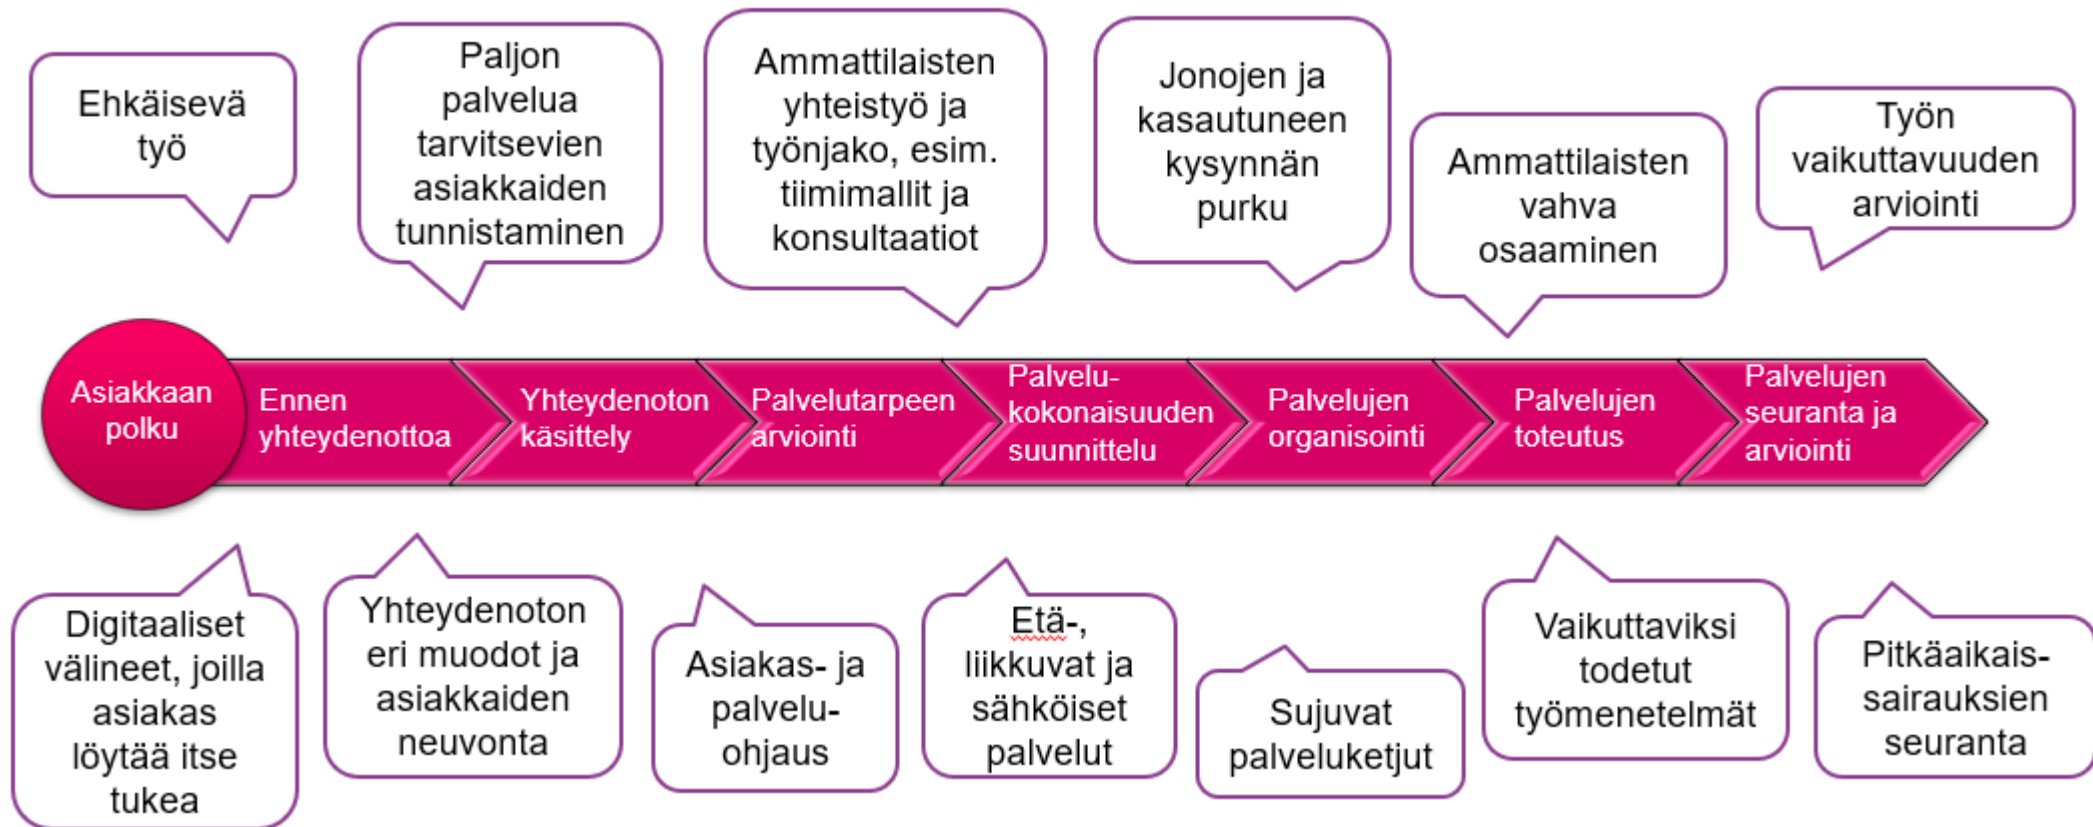 Ehkäisevä
työ
Paljon
palvelua
tarvitsevien
asiakkaiden
tunnistaminen
Ammattilaisten
yhteistyö ja
työnjako, esim.
tiimimallit ja
konsultaatiot
Jonojen ja
kasautuneen
kysynnän
purku
Ammattilaisten
vahva
osaaminen
Työn
vaikuttavuuden
arviointi
Asiakkaan
polku
Ennen
yhteydenottoa
Yhteydenoton
käsittely
Palvelutarpeen
arviointi
Palvelu-
kokonaisuuden
suunnittelu
Palvelujen
organisointi
Palvelujen
toteutus
Palvelujen
seuranta ja
arviointi
Digitaaliset
välineet, joilla
asiakas
löytää itse
tukea
Yhteydenoton
eri muodot ja
asiakkaiden
neuvonta
Asiakas- ja
palvelu-
ohjaus
Etä-,
liikkuvat ja
sähköiset
palvelut
Sujuvat
palveluketjut
Vaikuttaviksi
todetut
työmenetelmät
Pitkäaikais-
sairauksien
seuranta